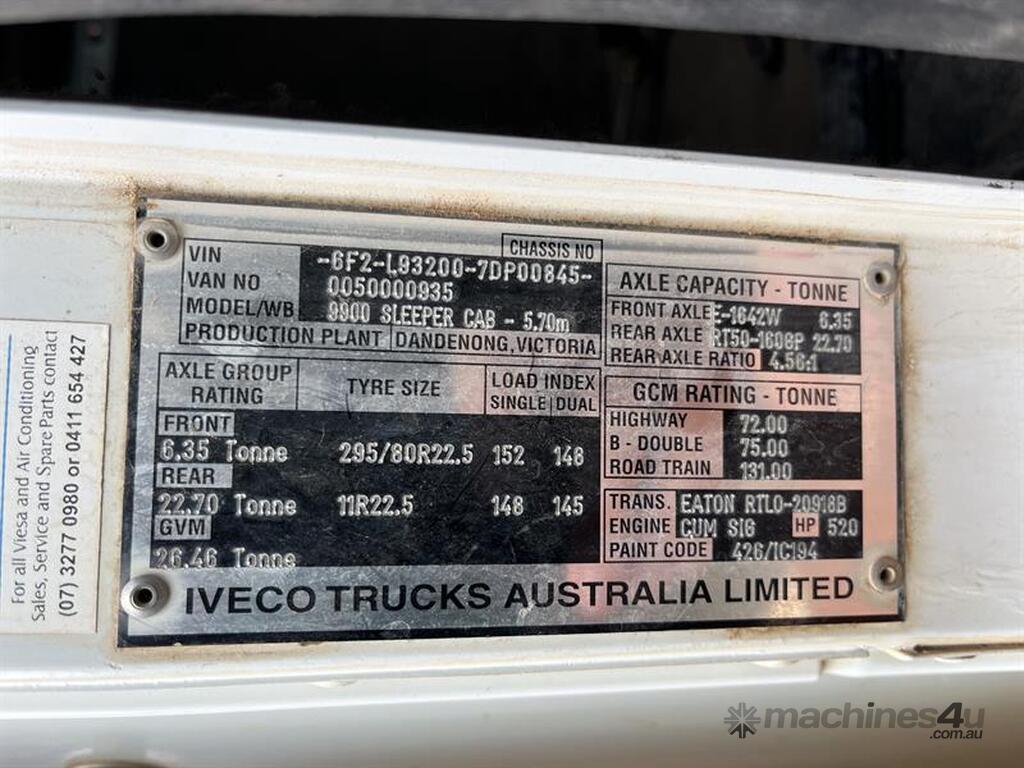 For all Viesa and Air Conditioning
Sales, Service and Spare Parts contact
(07) 3277 0980 or 0411 654 427
CHASSIS NO
VIN -6F2-L93200-7DP00845-
VAN NO 0050000935
MODEL/WB 9900 SLEEPER CAB - 5.70m
PRODUCTION PLANT DANDENONG, VICTORIA
AXLE GROUP RATING TYRE SIZE LOAD INDEX
SINGLE DUAL
FRONT
6.35 Tonne 295/80R22.5 152 148
REAR
22.70 Tonne 11R22.5 148 145
GVM
26.46 Tonne
AXLE CAPACITY - TONNE
FRONT AXLE E-1642W 6.35
REAR AXLE RT50-1608P 22.70
REAR AXLE RATIO 4.56:1
GCM RATING - TONNE
HIGHWAY 72.00
B - DOUBLE 75.00
ROAD TRAIN 131.00
TRANS. EATON RTLO-20918B
ENGINE CUM SIG HP 520
PAINT CODE 426/1C194
IVECO TRUCKS AUSTRALIA LIMITED
machines4u
.com.au